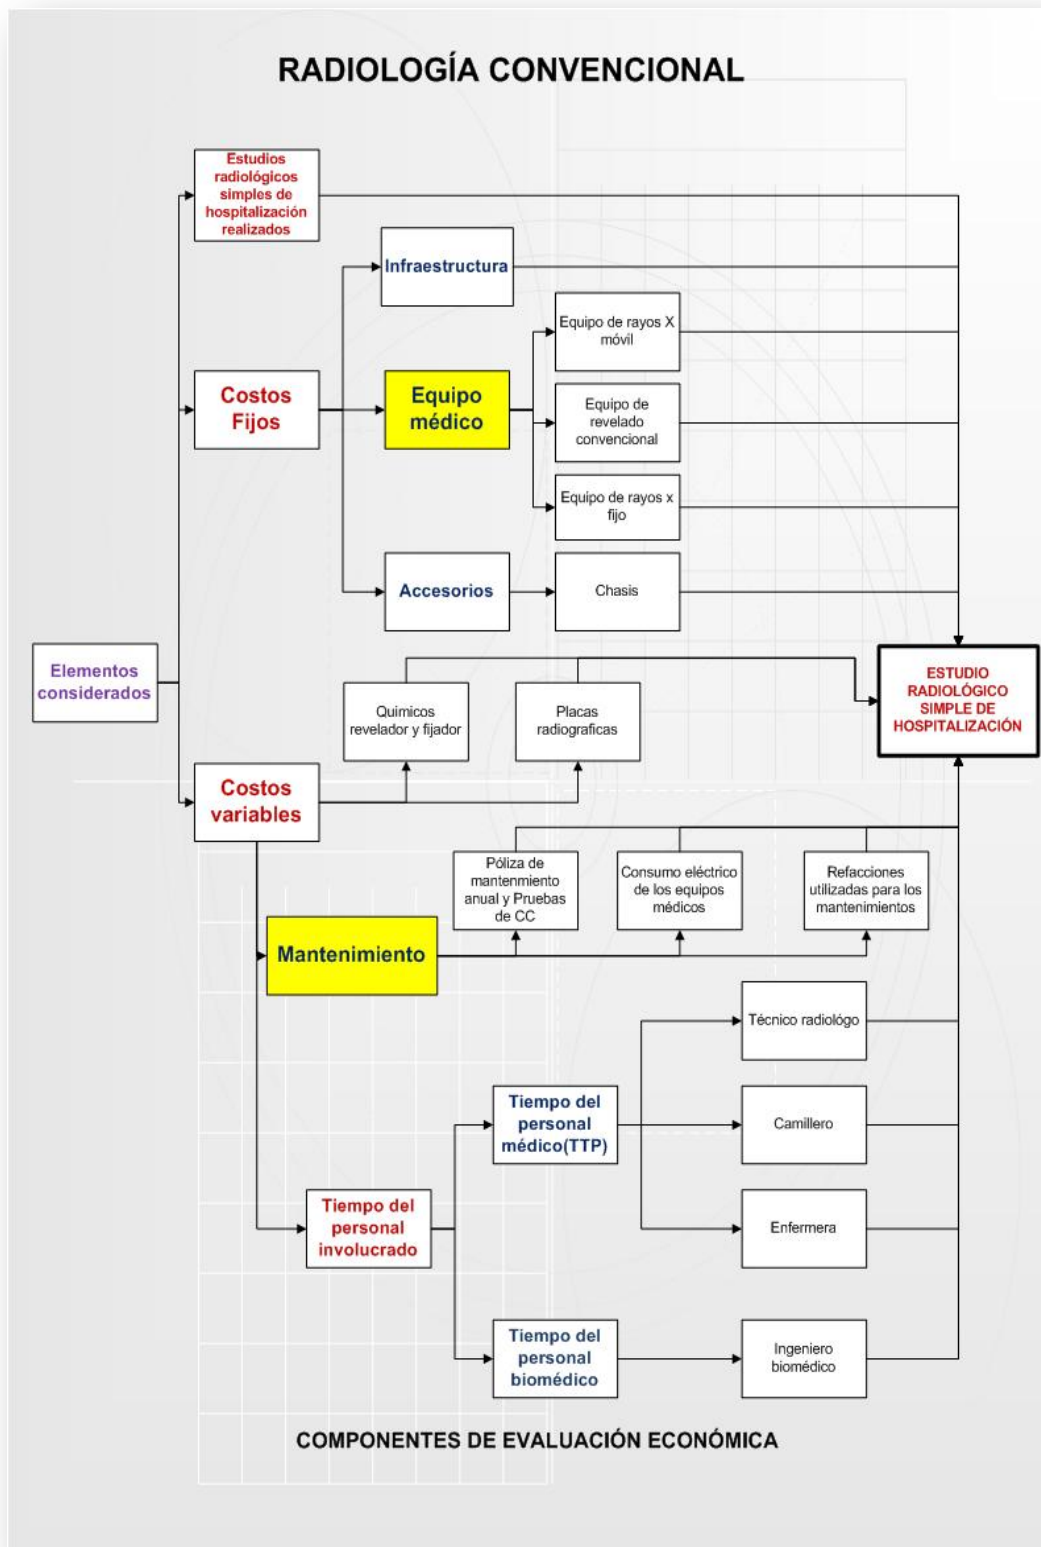 RADIOLOGÍA CONVENCIONAL
Estudios
radiológicos
simples de
hospitalización
realizados
Infraestructura
Equipo de rayos X
móvil
Costos
Fijos
Equipo
médico
Equipo de
revelado
convencional
Equipo de rayos x
fijo
Accesorios
Chasis
Elementos
considerados
Quimicos
revelador y fijador
Placas
radiograficas
ESTUDIO
RADIOLÓGICO
SIMPLE DE
HOSPITALIZACIÓN
Costos
variables
Póliza de
mantenmiento
anual y Pruebas
de CC
Consumo eléctrico
de los equipos
médicos
Refacciones
utilizadas para los
mantenimientos
Mantenimiento
Técnico radiológo
Tiempo del
personal
médico(TTP)
Camillero
Tiempo del
personal
involucrado
Enfermera
Tiempo del
personal
biomédico
Ingeniero
biomédico
COMPONENTES DE EVALUACIÓN ECONÓMICA